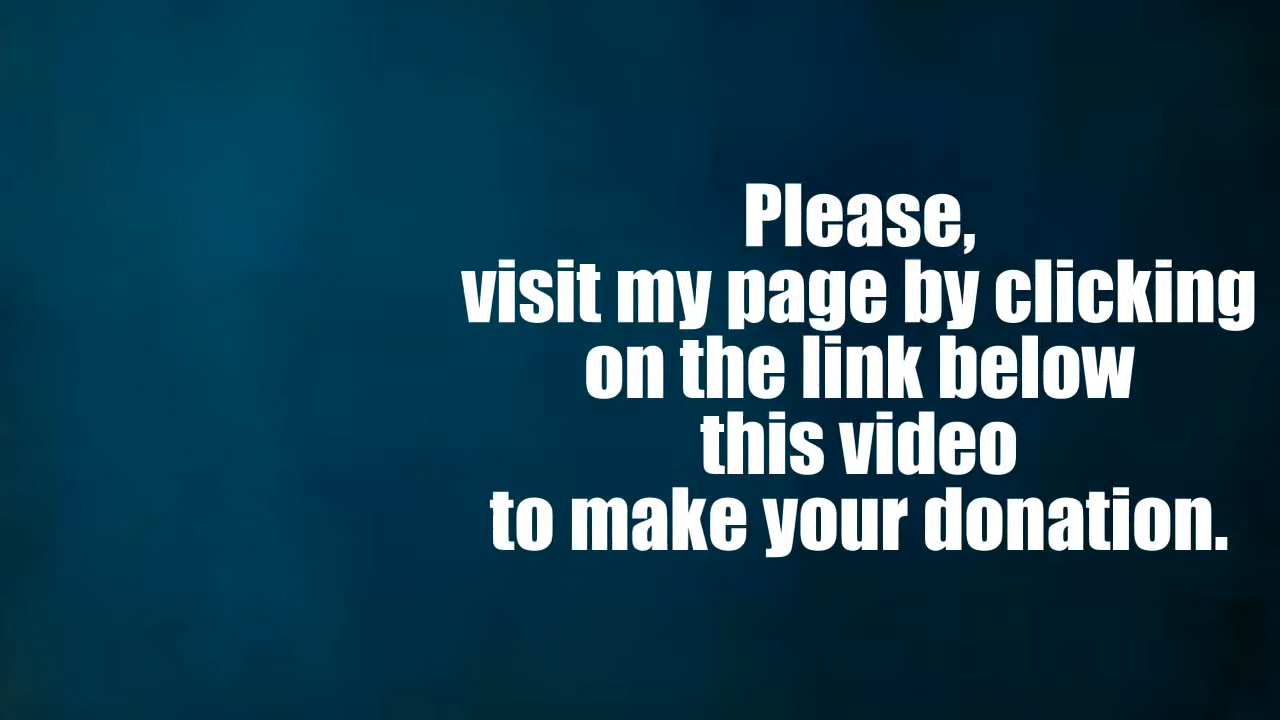 Please,
visit my page by clicking
on the link below
this video
to make your donation.